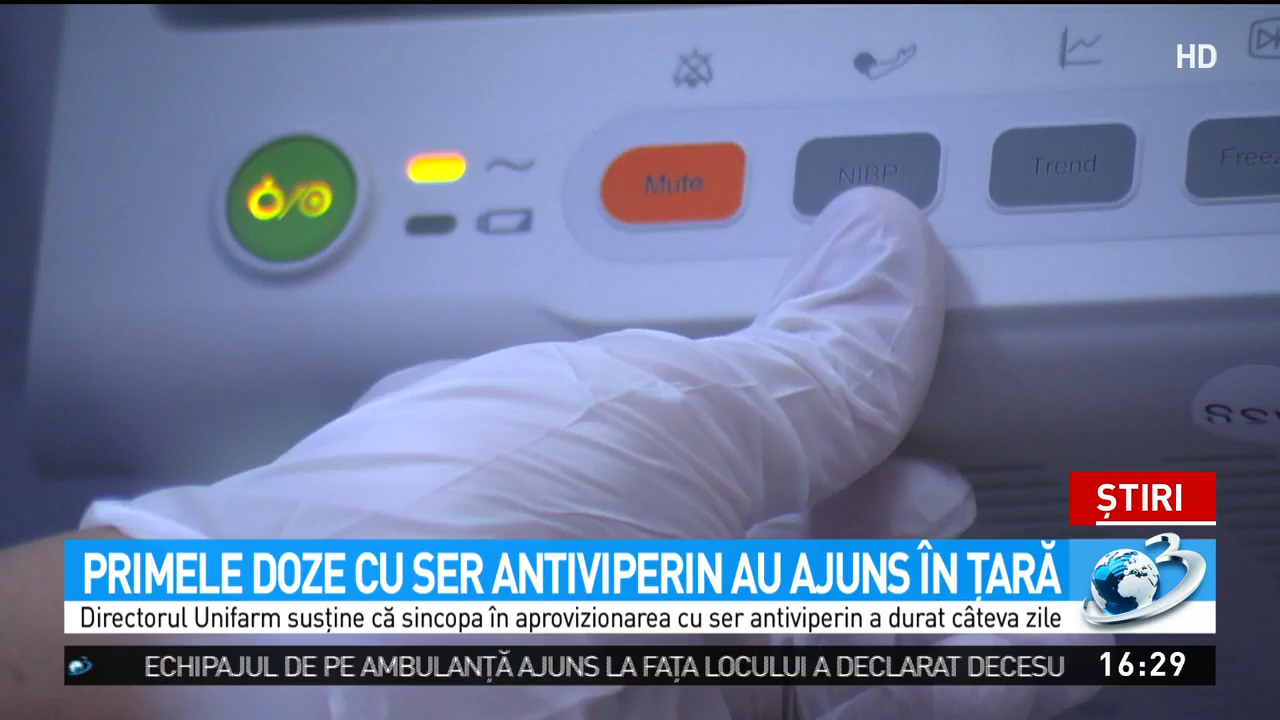 HD
Mute
NIBP
Trend
ȘTIRI
PRIMELE DOZE CU SER ANTIVIPERIN AU AJUNS ÎN ȚARĂ
3
Directorul Unifarm susține că sincopa în aprovizionarea cu ser antiviperin a durat câteva zile
ECHIPAJUL DE PE AMBULANȚĂ AJUNS LA FAȚA LOCULUI A DECLARAT DECESU
16:29